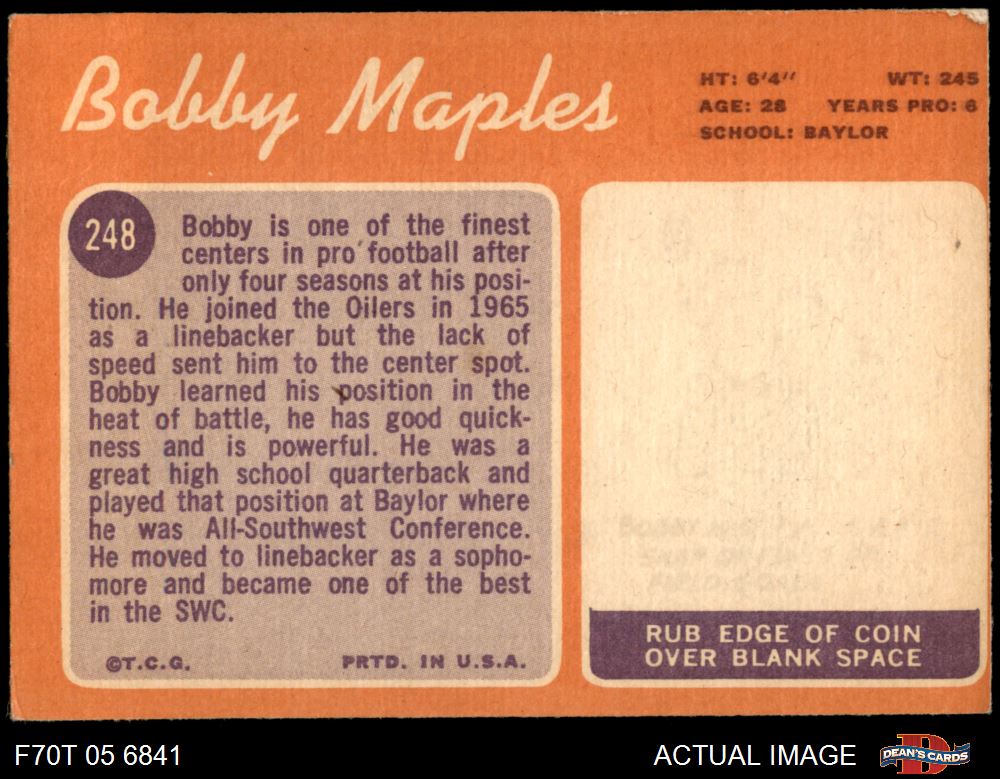 Bobby Maples
HT: 6'4" WT: 245
AGE: 28 YEARS PRO: 6
SCHOOL: BAYLOR
248
Bobby is one of the finest
centers in pro football after
only four seasons at his posi-
tion. He joined the Oilers in 1965
as a linebacker but the lack of
speed sent him to the center spot.
Bobby learned his position in the
heat of battle, he has good quick-
ness and is powerful. He was a
great high school quarterback and
played that position at Baylor where
he was All-Southwest Conference.
He moved to linebacker as a sopho-
more and became one of the best
in the SWC.
©T.C.G. PRTD. IN U.S.A.
RUB EDGE OF COIN
OVER BLANK SPACE
F70T 05 6841
ACTUAL IMAGE
DEAN'S CARDS